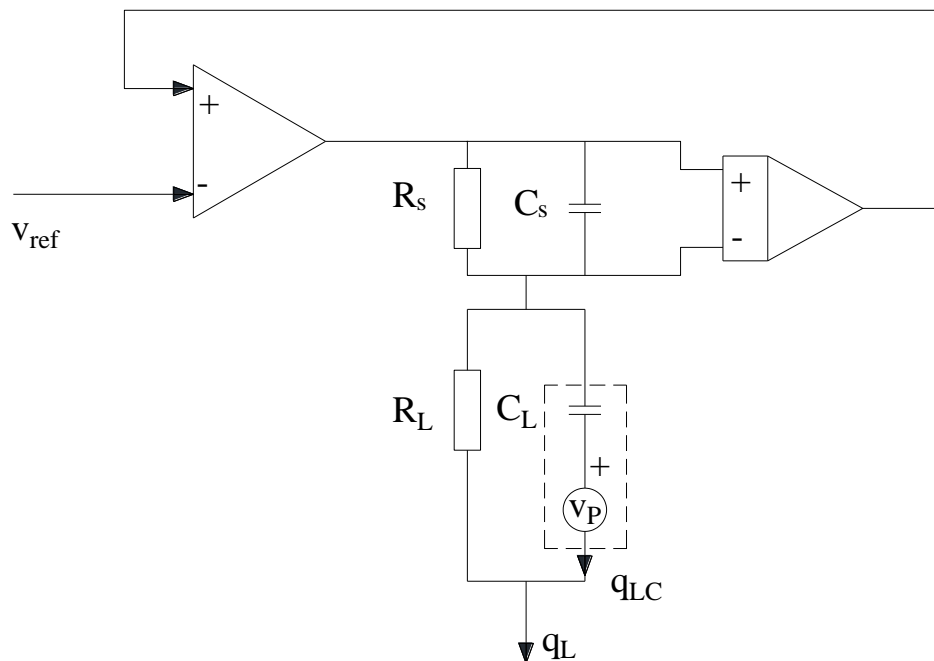 +
-
v_ref
R_s
C_s
+
-
R_L
C_L
+
v_P
q_LC
q_L